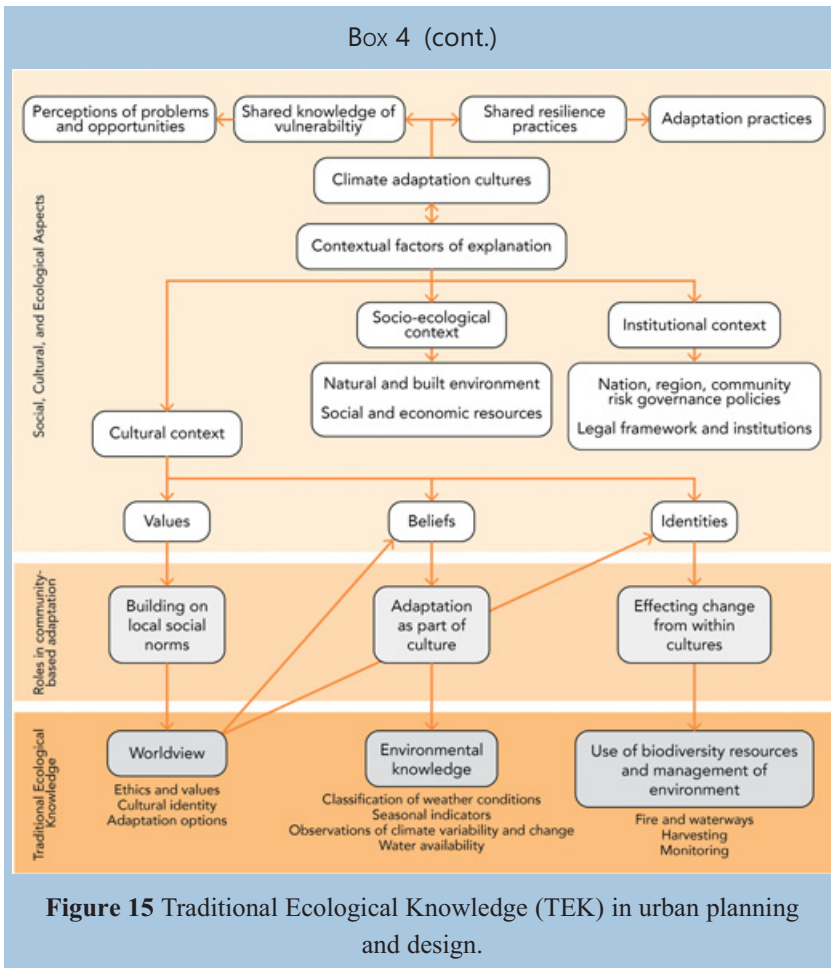 Box 4 (cont.)
Perceptions of problems
and opportunities
Shared knowledge of
vulnerabiltiy
Shared resilience
practices
Adaptation practices
Climate adaptation cultures
Contextual factors of explanation
Socio-ecological
context
Institutional context
Natural and built environment
Social and economic resources
Nation, region, community
risk governance policies
Legal framework and institutions
Cultural context
Values
Beliefs
Identities
Social, Cultural, and Ecological Aspects
Building on
local social
norms
Adaptation
as part of
culture
Effecting change
from within
cultures
Roles in community-
based adaptation
Worldview
Ethics and values
Cultural identity
Adaptation options
Environmental
knowledge
Classification of weather conditions
Seasonal indicators
Observations of climate variability and change
Water availability
Use of biodiversity resources
and management of
environment
Fire and waterways
Harvesting
Monitoring
Traditional Ecological
Knowledge
Figure 15 Traditional Ecological Knowledge (TEK) in urban planning
and design.